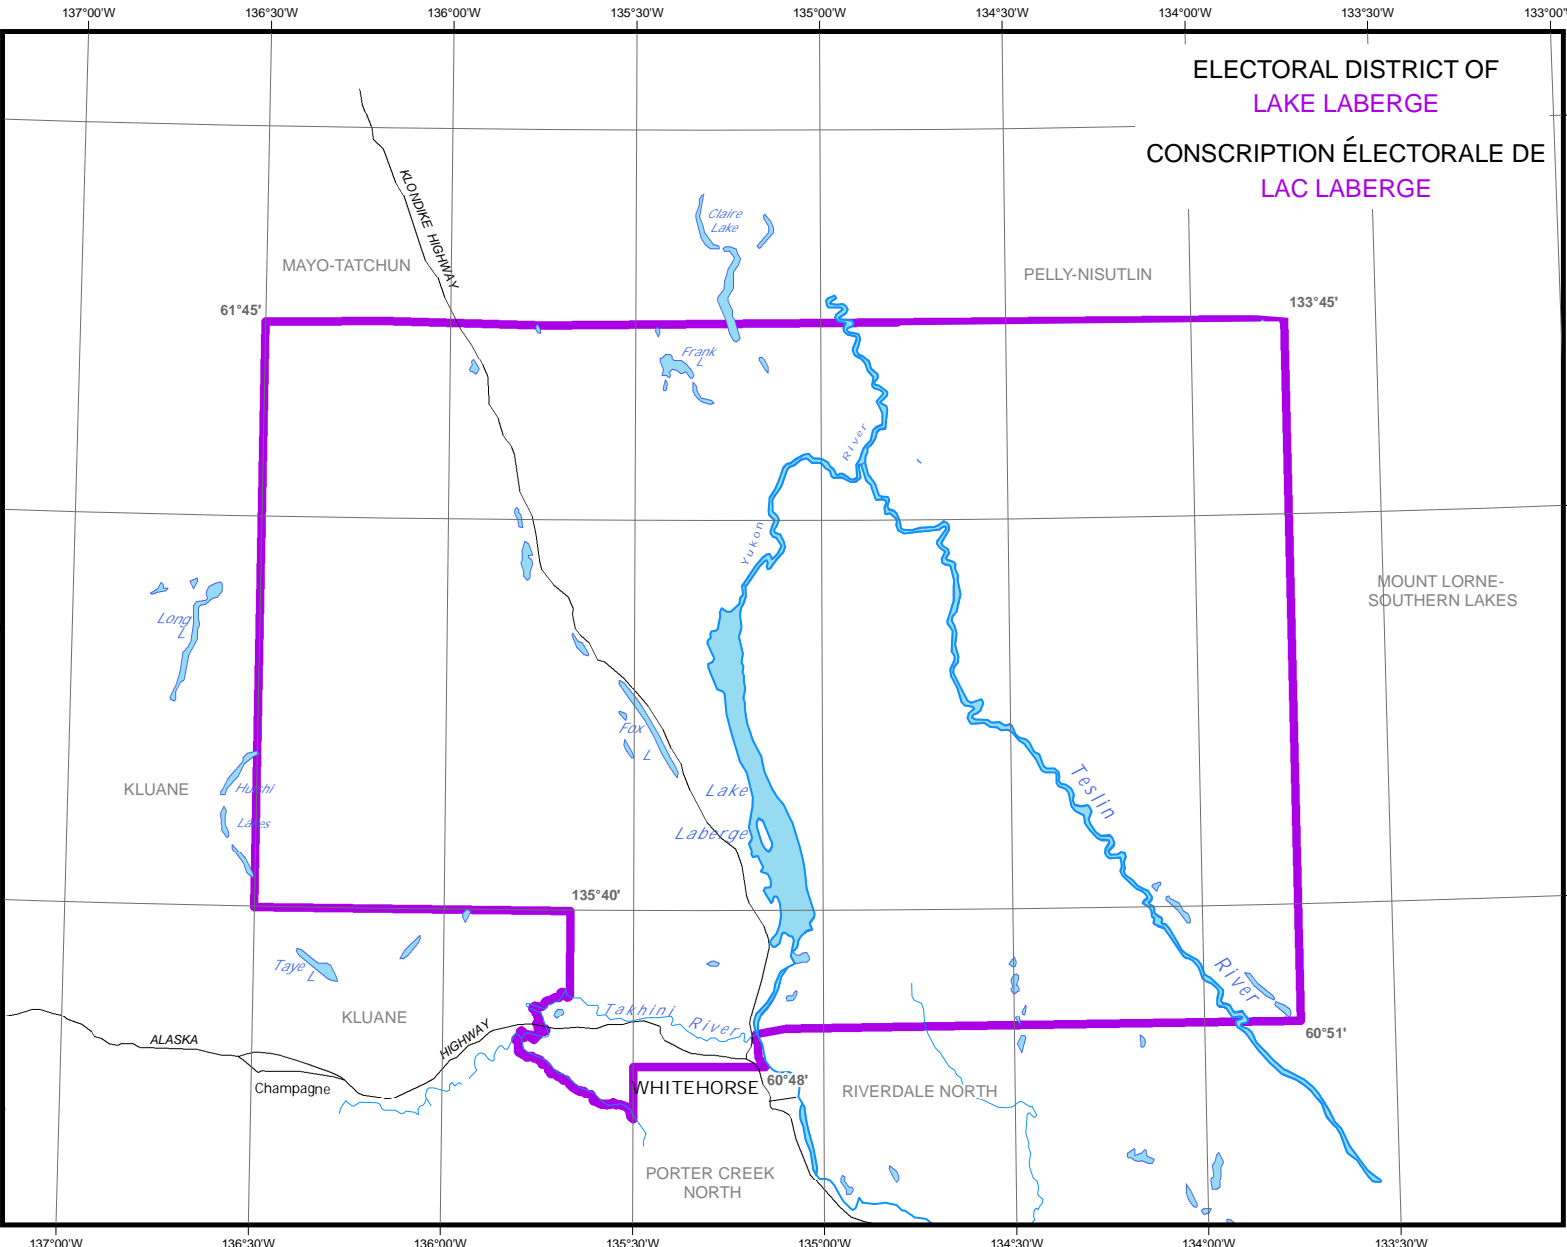 137°00'W
136°30'W
136°00'W
135°30'W
135°00'W
134°30'W
134°00'W
133°30'W
133°00'
ELECTORAL DISTRICT OF
LAKE LABERGE
CONSCRIPTION ÉLECTORALE DE
LAC LABERGE
KLONDIKE HIGHWAY
Claire
Lake
MAYO-TATCHUN
PELLY-NISUTLIN
61°45'
133°45'
Frank
L
River
Yukon
MOUNT LORNE-
SOUTHERN LAKES
Long
L
Fox
L
KLUANE
Hutshi
Lakes
Lake
Laberge
Teslin
River
135°40'
Taye
L
KLUANE
Takhini River
ALASKA
HIGHWAY
60°51'
Champagne
WHITEHORSE
60°48'
RIVERDALE NORTH
PORTER CREEK
NORTH
137°00'W
136°30'W
136°00'W
135°30'W
135°00'W
134°30'W
134°00'W
133°30'W